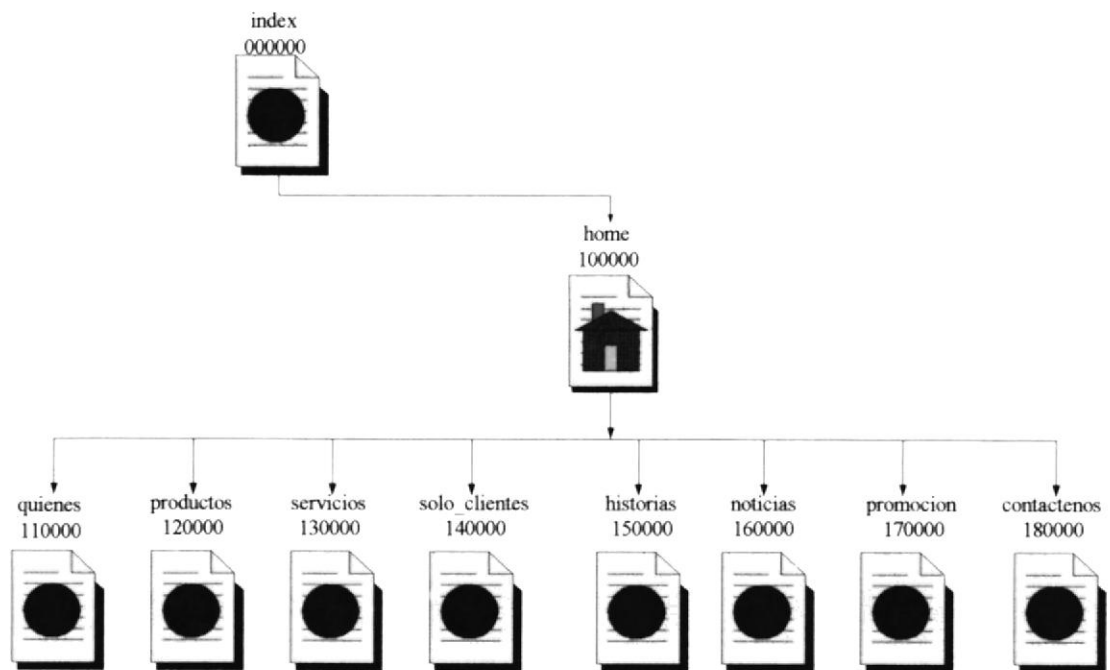 index
000000
home
100000
quienes
110000
productos
120000
servicios
130000
solo_clientes
140000
historias
150000
noticias
160000
promocion
170000
contactenos
180000